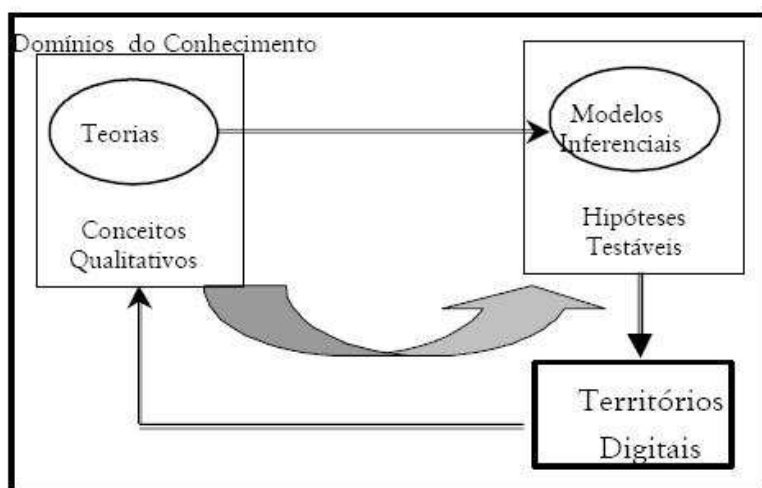 Domínios do Conhecimento
Teorias
Conceitos
Qualitativos
Modelos
Inferenciais
Hipóteses
Testáveis
Territórios
Digitais